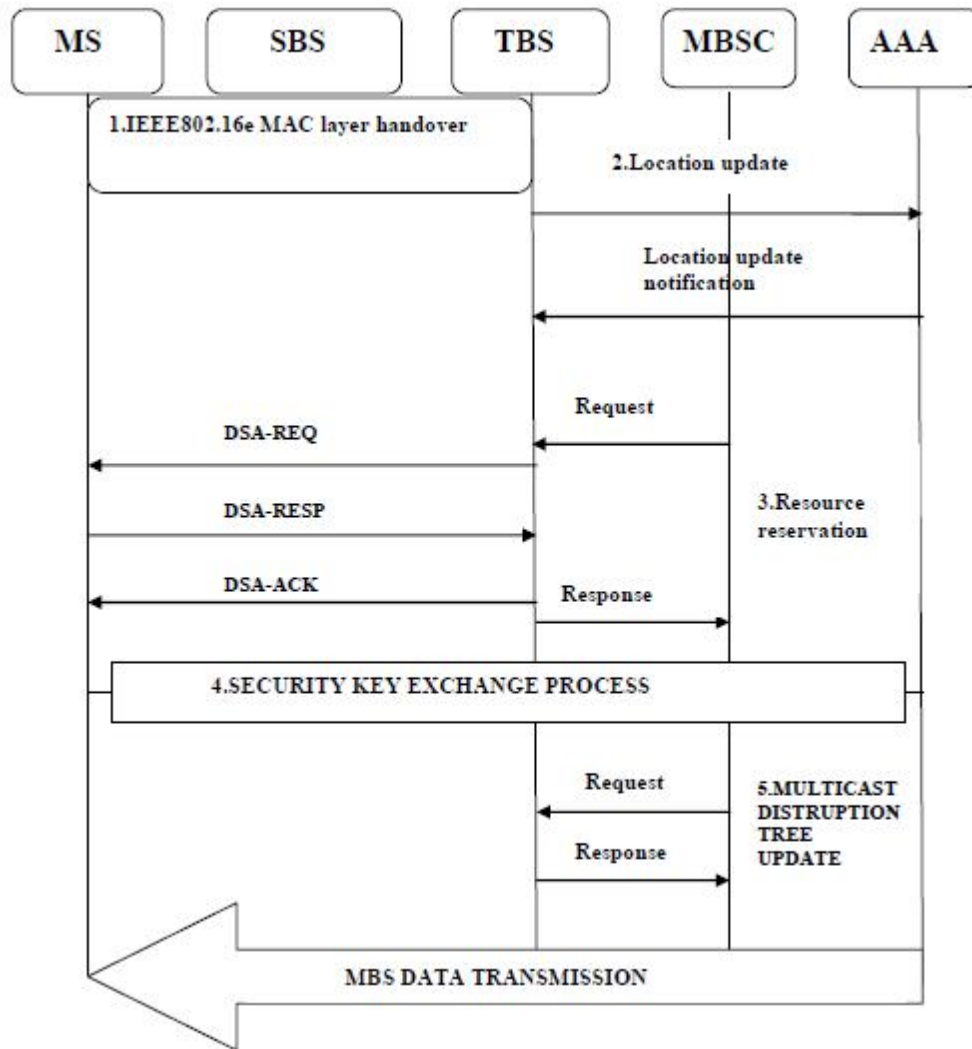 MS SBS TBS MBSC AAA
1.IEEE802.16e MAC layer handover
2.Location update
Location update
notification
Request
DSA-REQ
DSA-RESP
3.Resource
reservation
DSA-ACK
Response
4.SECURITY KEY EXCHANGE PROCESS
Request
5.MULTICAST
DISTRUPTION
TREE
UPDATE
Response
MBS DATA TRANSMISSION